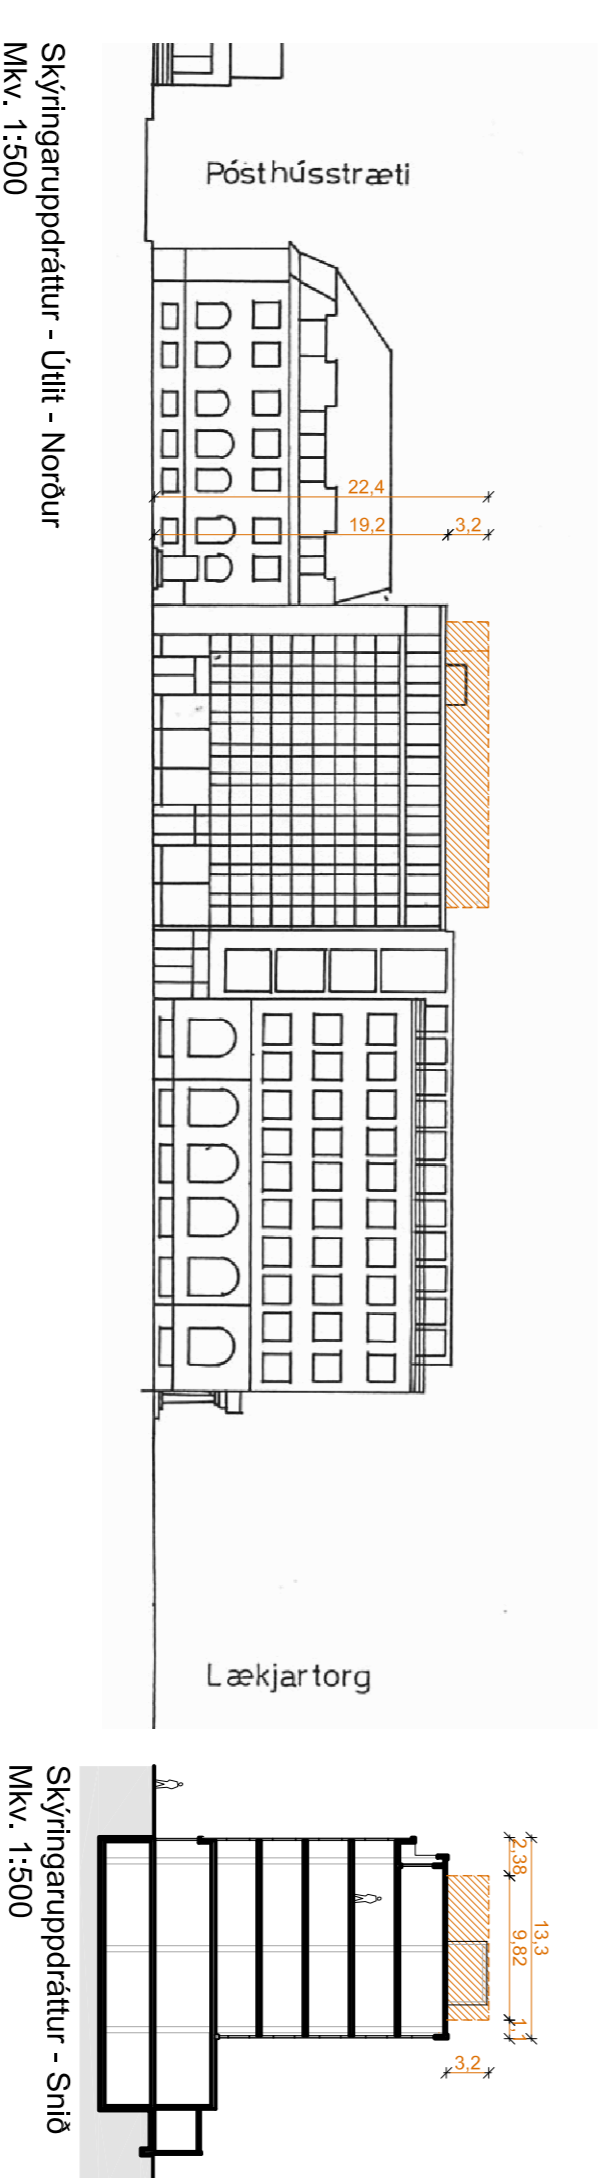 Pósthússtræti
22,4
19,2
3,2
Lækjartorg
Skýringaruppdráttur - Útlit - Norður
Mkv. 1:500
2,38
9,82
1,1
13,3
3,2
Skýringaruppdráttur - Snið
Mkv. 1:500